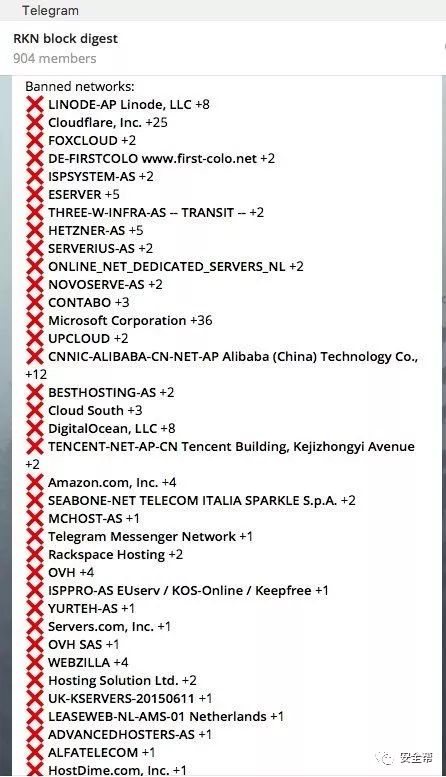 Telegram
RKN block digest
904 members
Banned networks:
❌ LINODE-AP Linode, LLC +8
❌ Cloudflare, Inc. +25
❌ FOXCLOUD +2
❌ DE-FIRSTCOLO www.first-colo.net +2
❌ ISPSYSTEM-AS +2
❌ ESERVER +5
❌ THREE-W-INFRA-AS -- TRANSIT -- +2
❌ HETZNER-AS +5
❌ SERVERIUS-AS +2
❌ ONLINE_NET_DEDICATED_SERVERS_NL +2
❌ NOVOSERVE-AS +2
❌ CONTABO +3
❌ Microsoft Corporation +36
❌ UPCLOUD +2
❌ CNNIC-ALIBABA-CN-NET-AP Alibaba (China) Technology Co.,
+12
❌ BESTHOSTING-AS +2
❌ Cloud South +3
❌ DigitalOcean, LLC +8
❌ TENCENT-NET-AP-CN Tencent Building, Kejizhongyi Avenue
+2
❌ Amazon.com, Inc. +4
❌ SEABONE-NET TELECOM ITALIA SPARKLE S.p.A. +2
❌ MCHOST-AS +1
❌ Telegram Messenger Network +1
❌ Rackspace Hosting +2
❌ OVH +4
❌ ISPPRO-AS EUserv / KOS-Online / Keepfree +1
❌ YURTEH-AS +1
❌ Servers.com, Inc. +1
❌ OVH SAS +1
❌ WEBZILLA +4
❌ Hosting Solution Ltd. +2
❌ UK-KSERVERS-20150611 +1
❌ LEASEWEB-NL-AMS-01 Netherlands +1
❌ ADVANCEDHOSTERS-AS +1
❌ ALFATELECOM +1
❌ HostDime.com, Inc. +1
安全帮